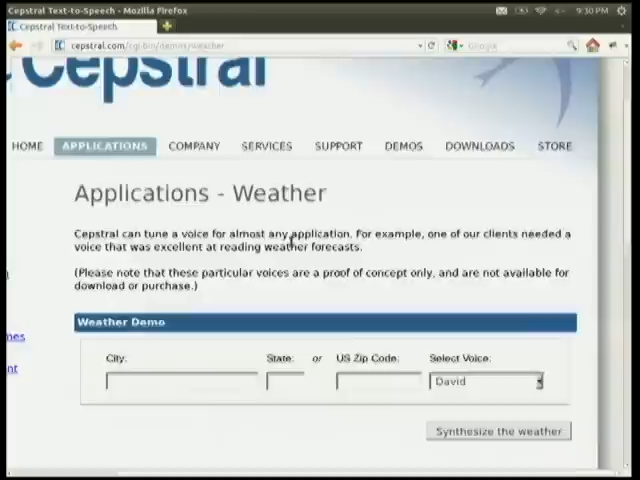 Cepstral Text-to-Speech - Mozilla Firefox
9:30 PM
Cepstral Text-to-Speech
cepstral.com/cgi-bin/demos/weather
Google
Cepstral
HOME APPLICATIONS COMPANY SERVICES SUPPORT DEMOS DOWNLOADS STORE
Applications - Weather
Cepstral can tune a voice for almost any application. For example, one of our clients needed a
voice that was excellent at reading weather forecasts.
(Please note that these particular voices are a proof of concept only, and are not available for
download or purchase.)
Weather Demo
City: State: or US Zip Code: Select Voice:
David
Synthesize the weather